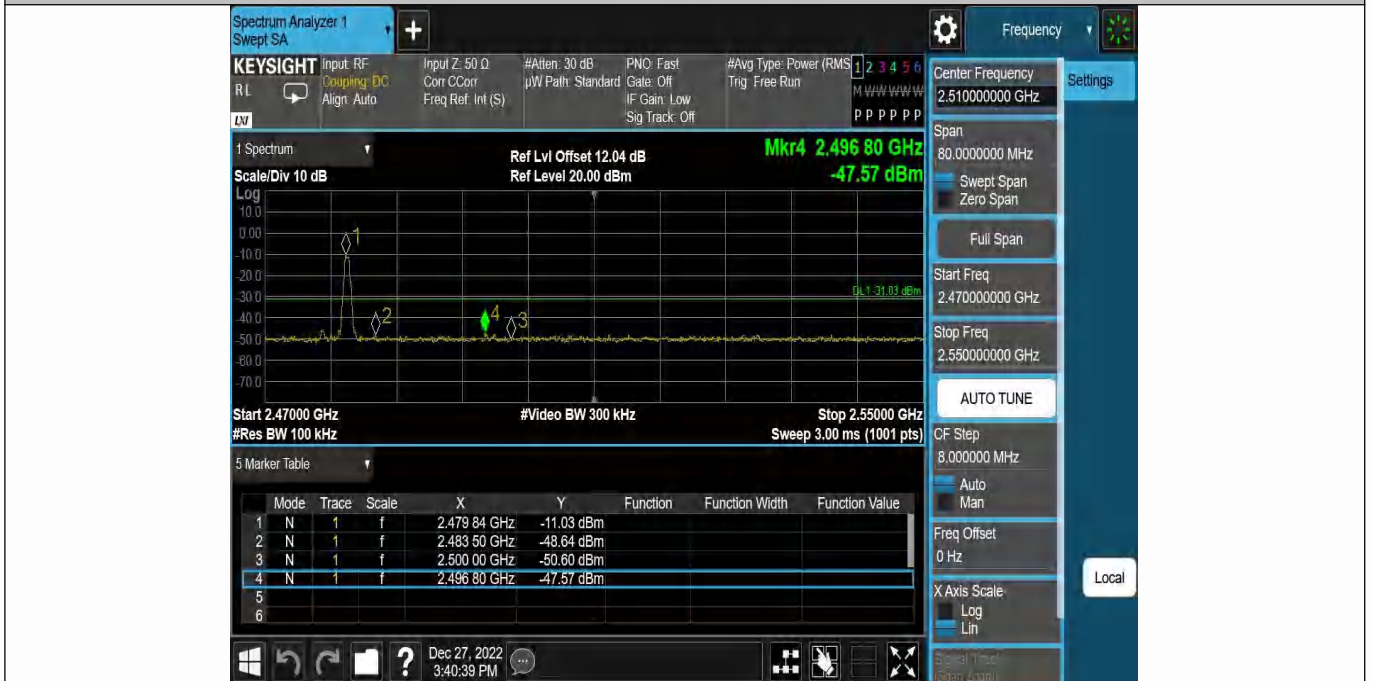 Spectrum Analyzer 1
Swept SA
+
Frequency
KEYSIGHT
RL
LXI
Input: RF
Coupling: DC
Align: Auto
Input Z: 50 Ω
Corr CCorr
Freq Ref: Int (S)
#Atten: 30 dB
µW Path: Standard
PNO: Fast
Gate: Off
IF Gain: Low
Sig Track: Off
#Avg Type: Power (RMS
Trig: Free Run
1 2 3 4 5 6
M W W W W W
P P P P P P
Center Frequency
2.510000000 GHz
Settings
Span
80.0000000 MHz
Swept Span
Zero Span
Full Span
Start Freq
2.470000000 GHz
Stop Freq
2.550000000 GHz
AUTO TUNE
CF Step
8.000000 MHz
Auto
Man
Freq Offset
0 Hz
X Axis Scale
Log
Lin
Local
1 Spectrum
Scale/Div 10 dB
Ref Lvl Offset 12.04 dB
Ref Level 20.00 dBm
Mkr4 2.496 80 GHz
-47.57 dBm
Log
10.0
0.00
-10.0
-20.0
-30.0
-40.0
-50.0
-60.0
-70.0
1
2
4
3
DL1 -31.03 dBm
Start 2.47000 GHz
#Res BW 100 kHz
#Video BW 300 kHz
Stop 2.55000 GHz
Sweep 3.00 ms (1001 pts)
5 Marker Table
Mode Trace Scale X Y Function Function Width Function Value
1 N 1 f 2.479 84 GHz -11.03 dBm
2 N 1 f 2.483 50 GHz -48.64 dBm
3 N 1 f 2.500 00 GHz -50.60 dBm
4 N 1 f 2.496 80 GHz -47.57 dBm
5
6
?
Dec 27, 2022
3:40:39 PM